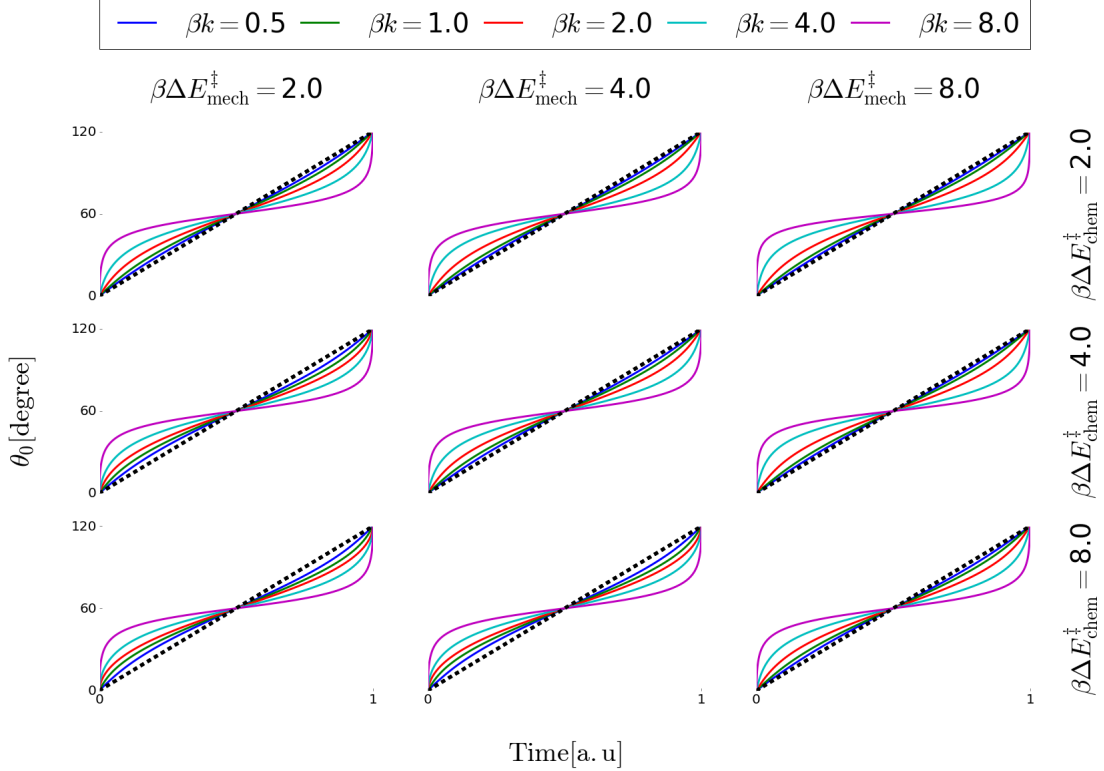 βk = 0.5 βk = 1.0 βk = 2.0 βk = 4.0 βk = 8.0
βΔE‡mech = 2.0 βΔE‡mech = 4.0 βΔE‡mech = 8.0
120
60
0
βΔE‡chem = 2.0
120
60
0
βΔE‡chem = 4.0
θ0[degree]
120
60
0
βΔE‡chem = 8.0
0 1 0 1 0 1
Time[a.u]